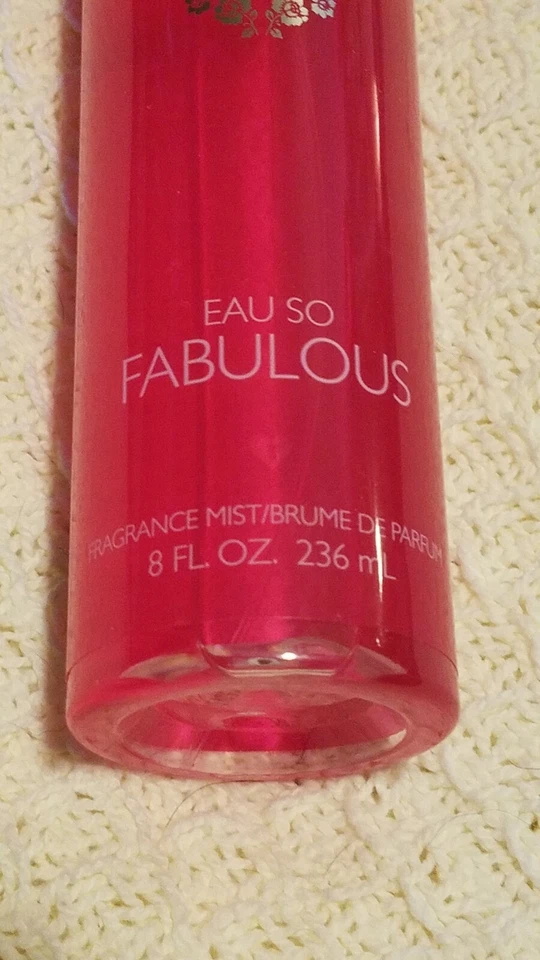 EAU SO
FABULOUS
FRAGRANCE MIST/BRUME DE PARFUM
8 FL. OZ. 236 mL